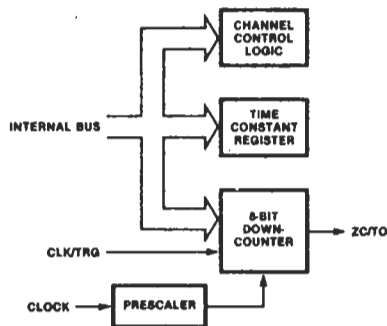 CHANNEL
CONTROL
LOGIC
INTERNAL BUS
TIME
CONSTANT
REGISTER
8-BIT
DOWN-
COUNTER
ZC/TO
CLK/TRG
CLOCK
PRESCALER